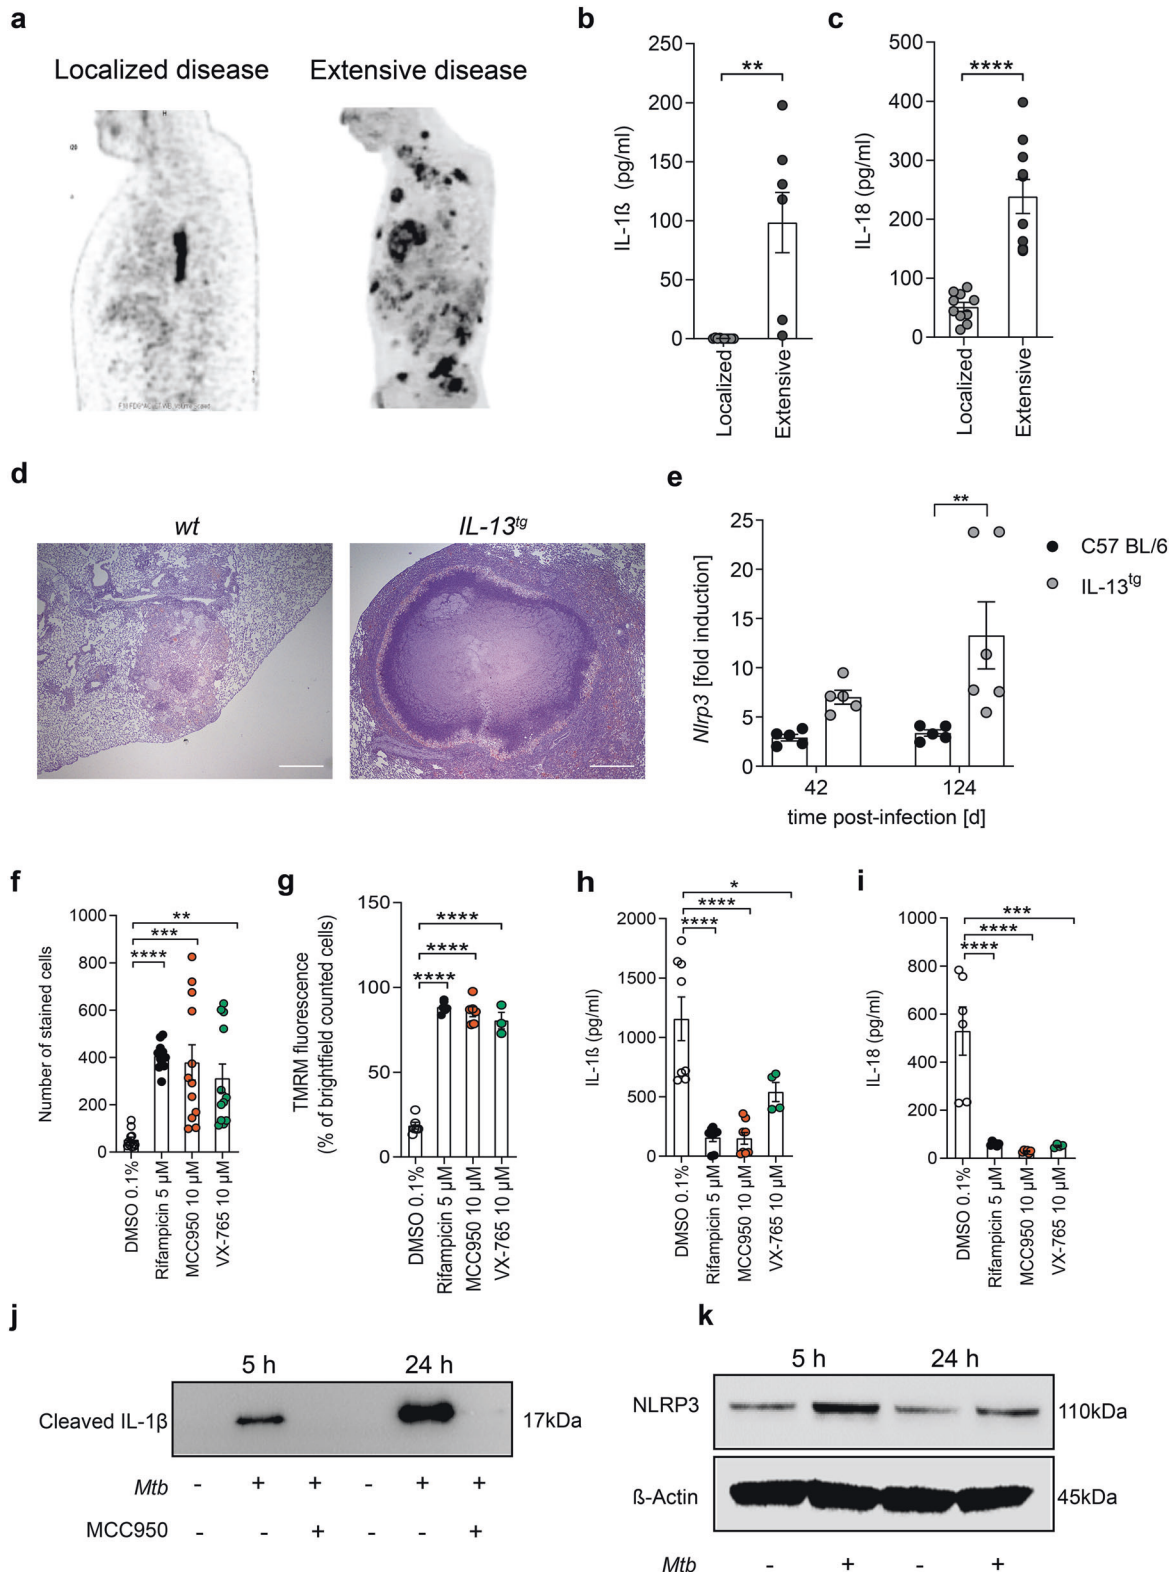 a
Localized disease
Extensive disease
H
b
250
200
150
100
50
0
IL-1ß (pg/ml)
**
Localized
Extensive
c
500
400
300
200
100
0
IL-18 (pg/ml)
****
Localized
Extensive
d
wt
IL-13tg
e
25
20
15
10
5
0
Nlrp3 [fold induction]
**
42
124
time post-infection [d]
C57 BL/6
IL-13tg
f
1000
800
600
400
200
0
Number of stained cells
**
***
****
DMSO 0.1%
Rifampicin 5 µM
MCC950 10 µM
VX-765 10 µM
g
150
100
50
0
TMRM fluorescence
(% of brightfield counted cells)
****
****
****
DMSO 0.1%
Rifampicin 5 µM
MCC950 10 µM
VX-765 10 µM
h
2000
1500
1000
500
0
IL-1ß (pg/ml)
*
****
****
DMSO 0.1%
Rifampicin 5 µM
MCC950 10 µM
VX-765 10 µM
i
1000
800
600
400
200
0
IL-18 (pg/ml)
***
****
****
DMSO 0.1%
Rifampicin 5 µM
MCC950 10 µM
VX-765 10 µM
j
5 h 24 h
Cleaved IL-1β 17kDa
Mtb - + + - + +
MCC950 - - + - - +
k
5 h 24 h
NLRP3 110kDa
ß-Actin 45kDa
Mtb - + - +